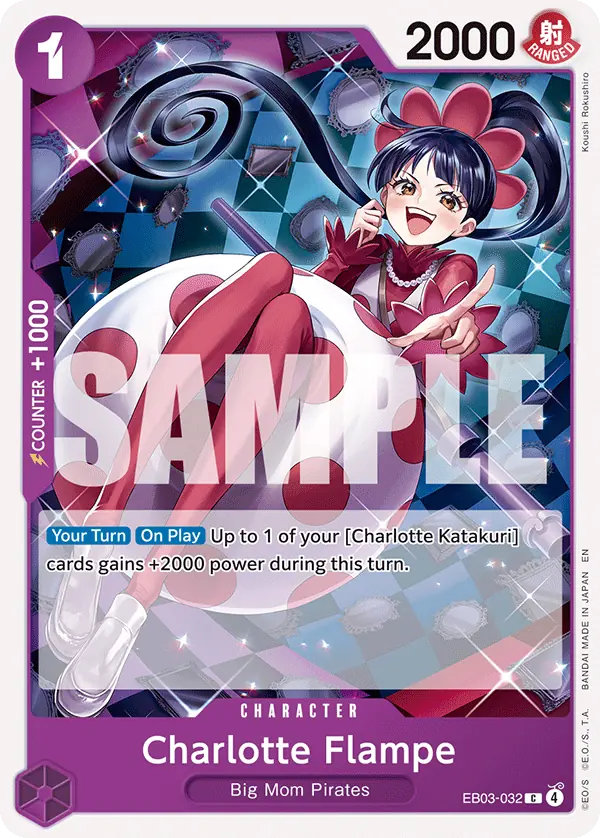 1
2000
射
RANGED
Koushi Rokushiro
COUNTER +1000
SAMPLE
Your Turn On Play Up to 1 of your [Charlotte Katakuri]
cards gains +2000 power during this turn.
CHARACTER
Charlotte Flampe
Big Mom Pirates
EB03-032 C 4
©EO/S ©E.O./S., T.A. BANDAI MADE IN JAPAN EN